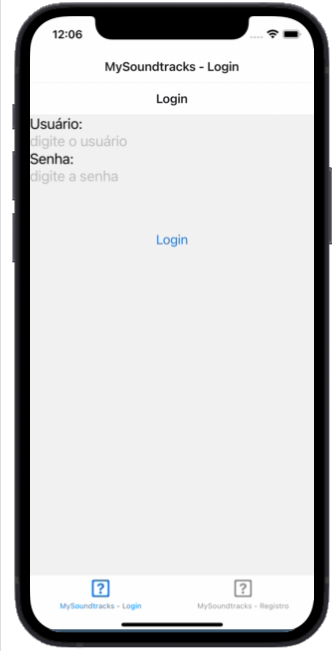 12:06
MySoundtracks - Login
Login
Usuário:
digite o usuário
Senha:
digite a senha
Login
MySoundtracks - Login
MySoundtracks - Registro